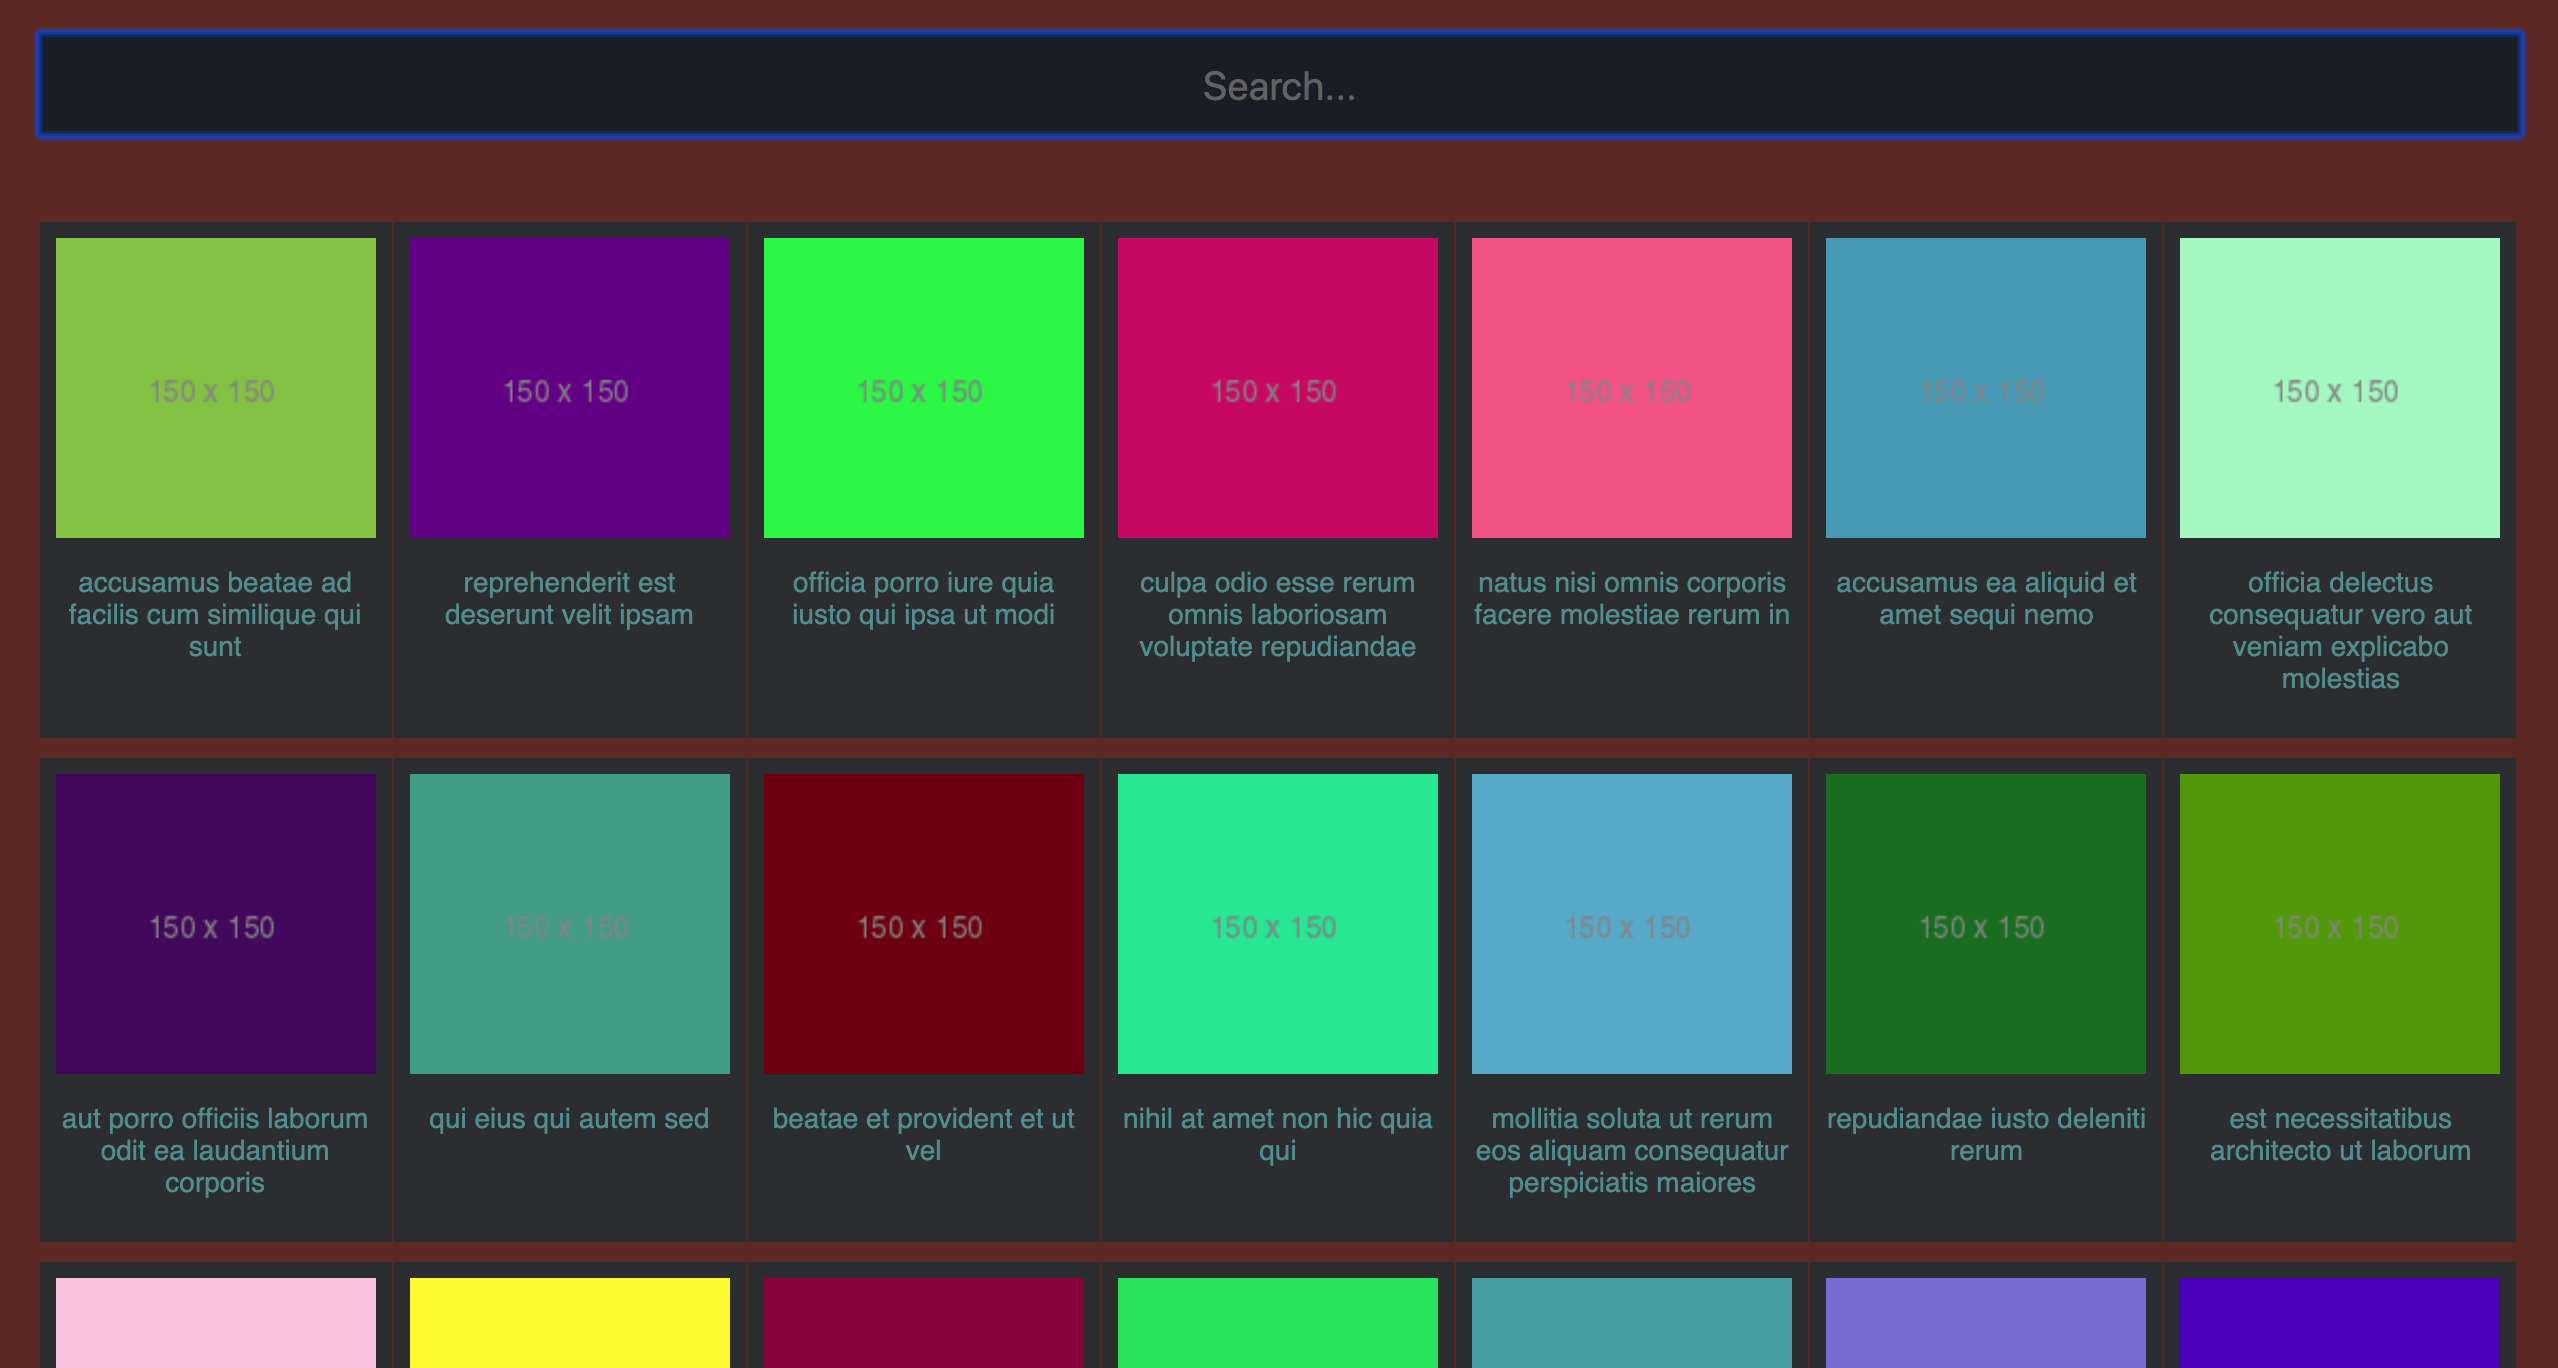 Search...
150 x 150
150 x 150
150 x 150
150 x 150
150 x 150
150 x 150
150 x 150
accusamus beatae ad
facilis cum similique qui
sunt
reprehenderit est
deserunt velit ipsam
officia porro iure quia
iusto qui ipsa ut modi
culpa odio esse rerum
omnis laboriosam
voluptate repudiandae
natus nisi omnis corporis
facere molestiae rerum in
accusamus ea aliquid et
amet sequi nemo
officia delectus
consequatur vero aut
veniam explicabo
molestias
150 x 150
150 x 150
150 x 150
150 x 150
150 x 150
150 x 150
150 x 150
aut porro officiis laborum
odit ea laudantium
corporis
qui eius qui autem sed
beatae et provident et ut
vel
nihil at amet non hic quia
qui
mollitia soluta ut rerum
eos aliquam consequatur
perspiciatis maiores
repudiandae iusto deleniti
rerum
est necessitatibus
architecto ut laborum